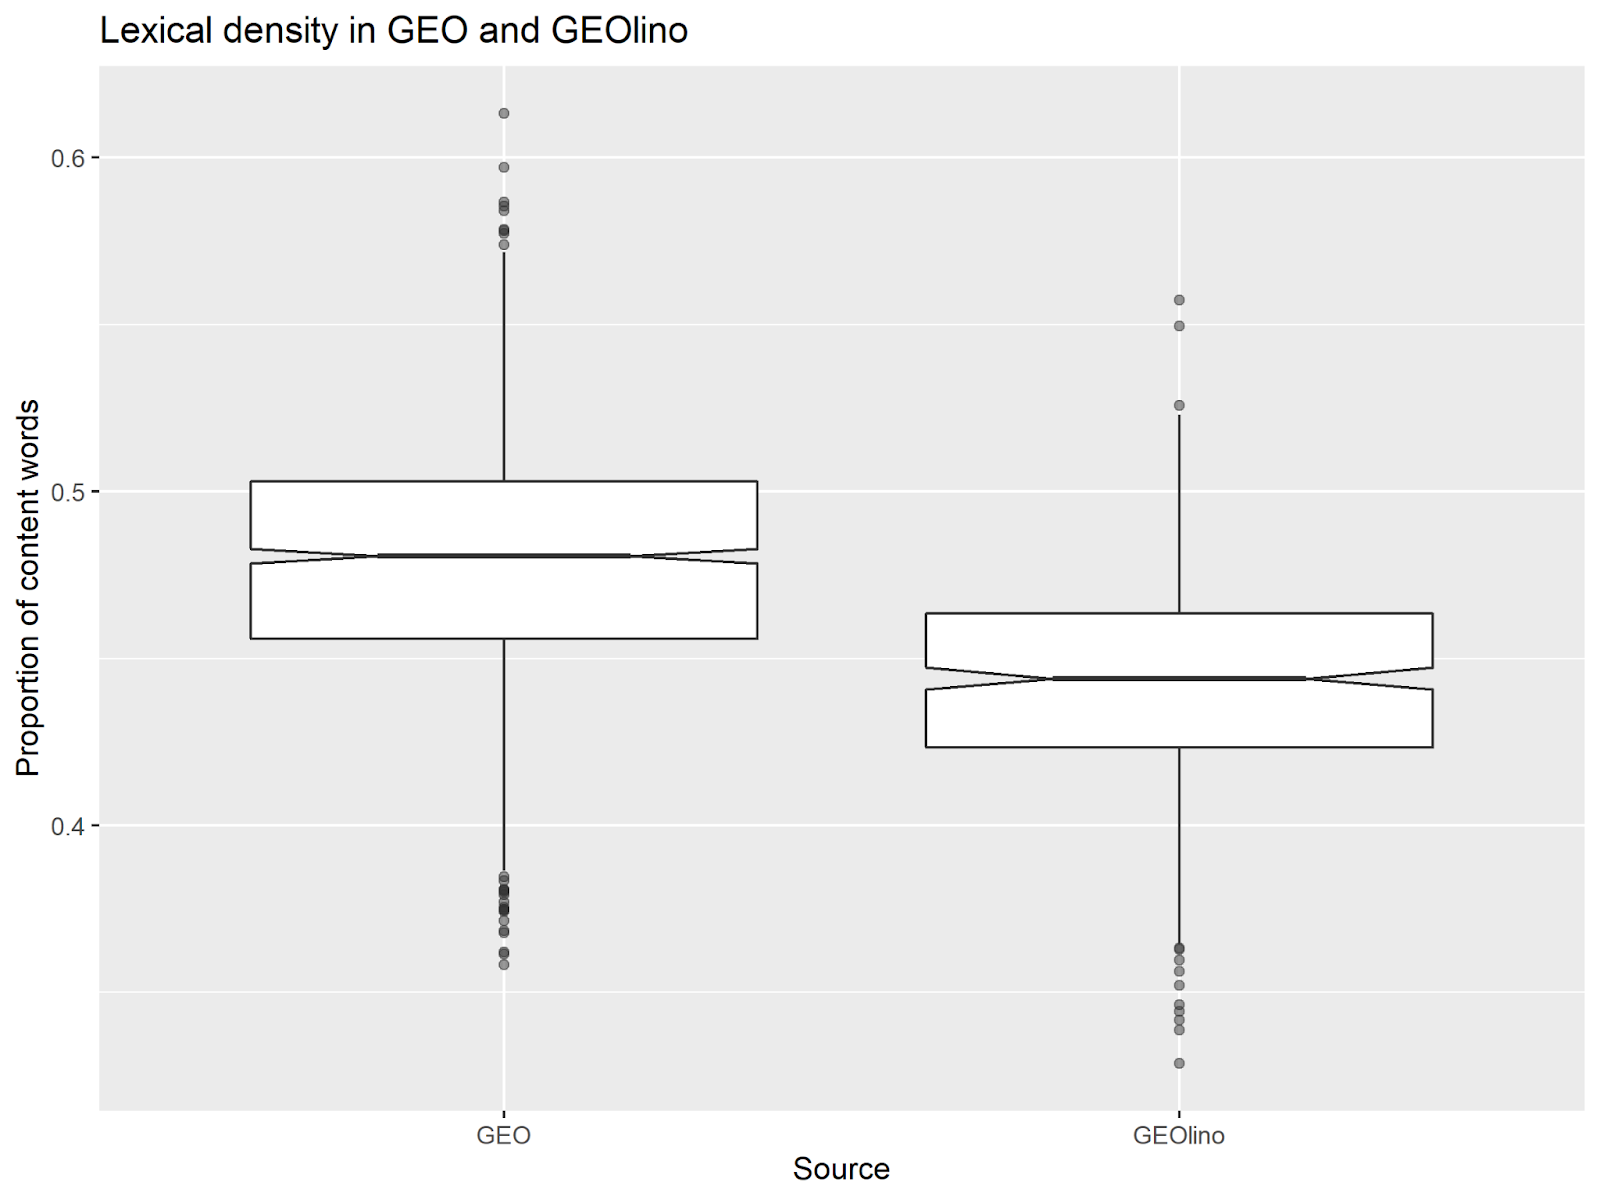 Lexical density in GEO and GEOlino
Proportion of content words
0.6
0.5
0.4
GEO
GEOlino
Source